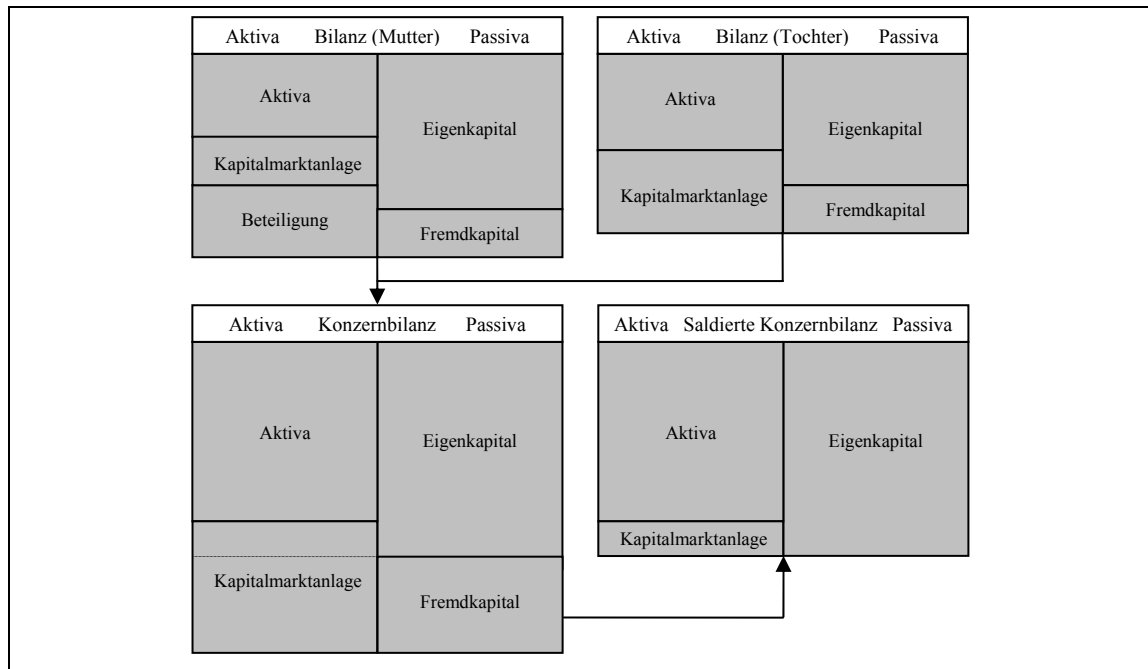 Aktiva Bilanz (Mutter) Passiva
Aktiva
Eigenkapital
Kapitalmarktanlage
Beteiligung
Fremdkapital
Aktiva Bilanz (Tochter) Passiva
Aktiva
Eigenkapital
Kapitalmarktanlage
Fremdkapital
Aktiva Konzernbilanz Passiva
Aktiva
Eigenkapital
Kapitalmarktanlage
Fremdkapital
Aktiva Saldierte Konzernbilanz Passiva
Aktiva
Eigenkapital
Kapitalmarktanlage